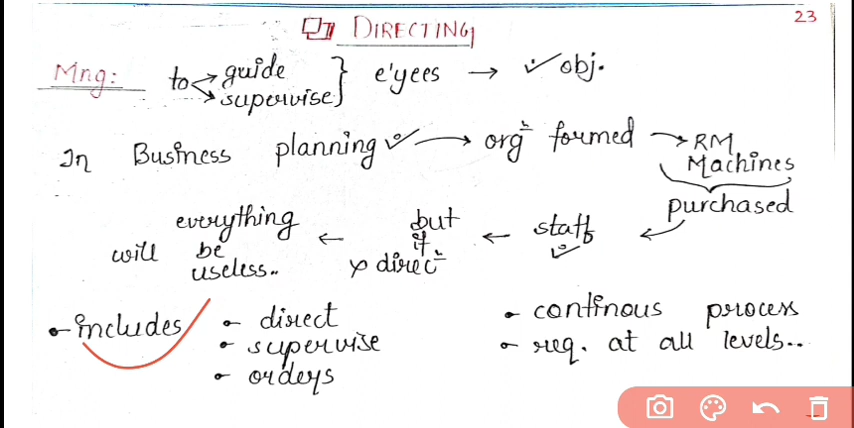 23
DIRECTING
Mng: to → guide
→ supervise } e'yees → ✓ obj.
In Business planning ✓ → orgⁿ formed → RM
Machines
purchased
everything will be useless.. ← but if × direcⁿ ← staff ✓
• includes • direct
• supervise
• orders
• continous process
• req. at all levels..